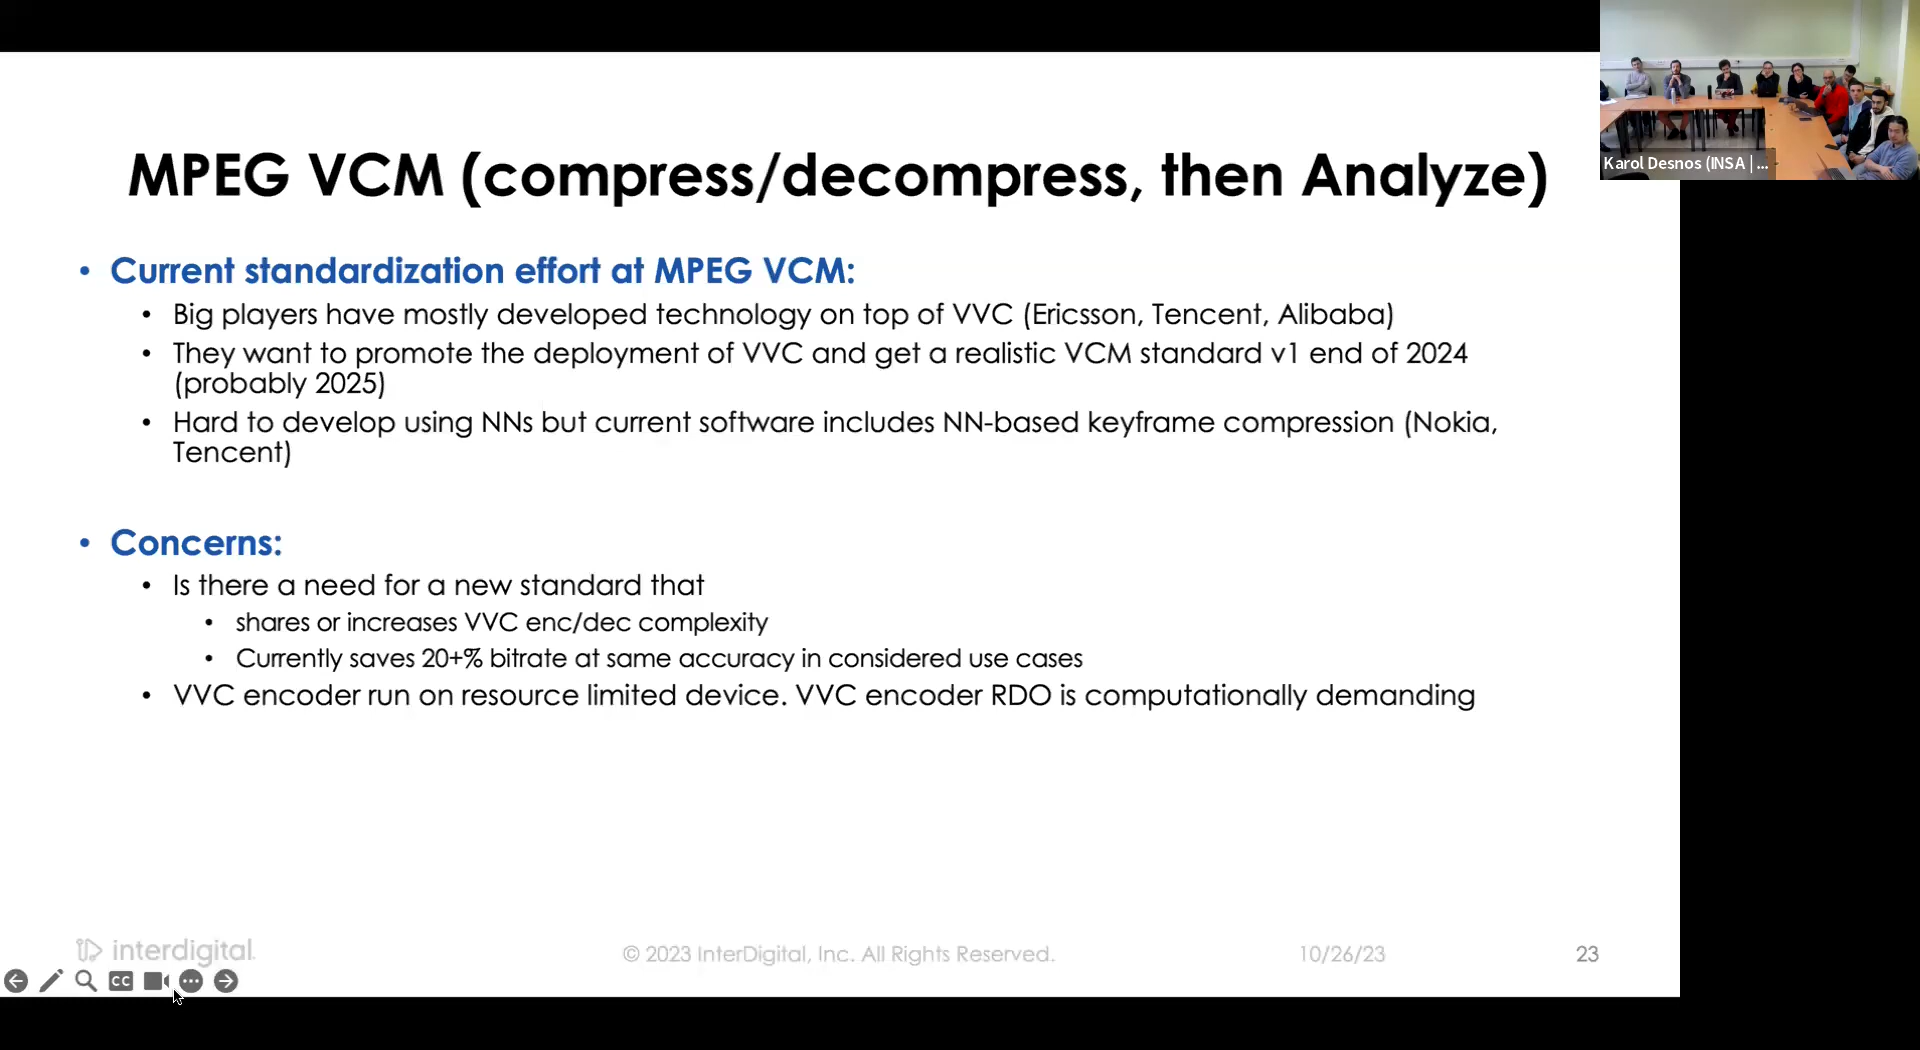 MPEG VCM (compress/decompress, then Analyze)
• Current standardization effort at MPEG VCM:
• Big players have mostly developed technology on top of VVC (Ericsson, Tencent, Alibaba)
• They want to promote the deployment of VVC and get a realistic VCM standard v1 end of 2024
(probably 2025)
• Hard to develop using NNs but current software includes NN-based keyframe compression (Nokia,
Tencent)
• Concerns:
• Is there a need for a new standard that
• shares or increases VVC enc/dec complexity
• Currently saves 20+% bitrate at same accuracy in considered use cases
• VVC encoder run on resource limited device. VVC encoder RDO is computationally demanding
interdigital.
© 2023 InterDigital, Inc. All Rights Reserved.
10/26/23
23
CC
Karol Desnos (INSA | ...